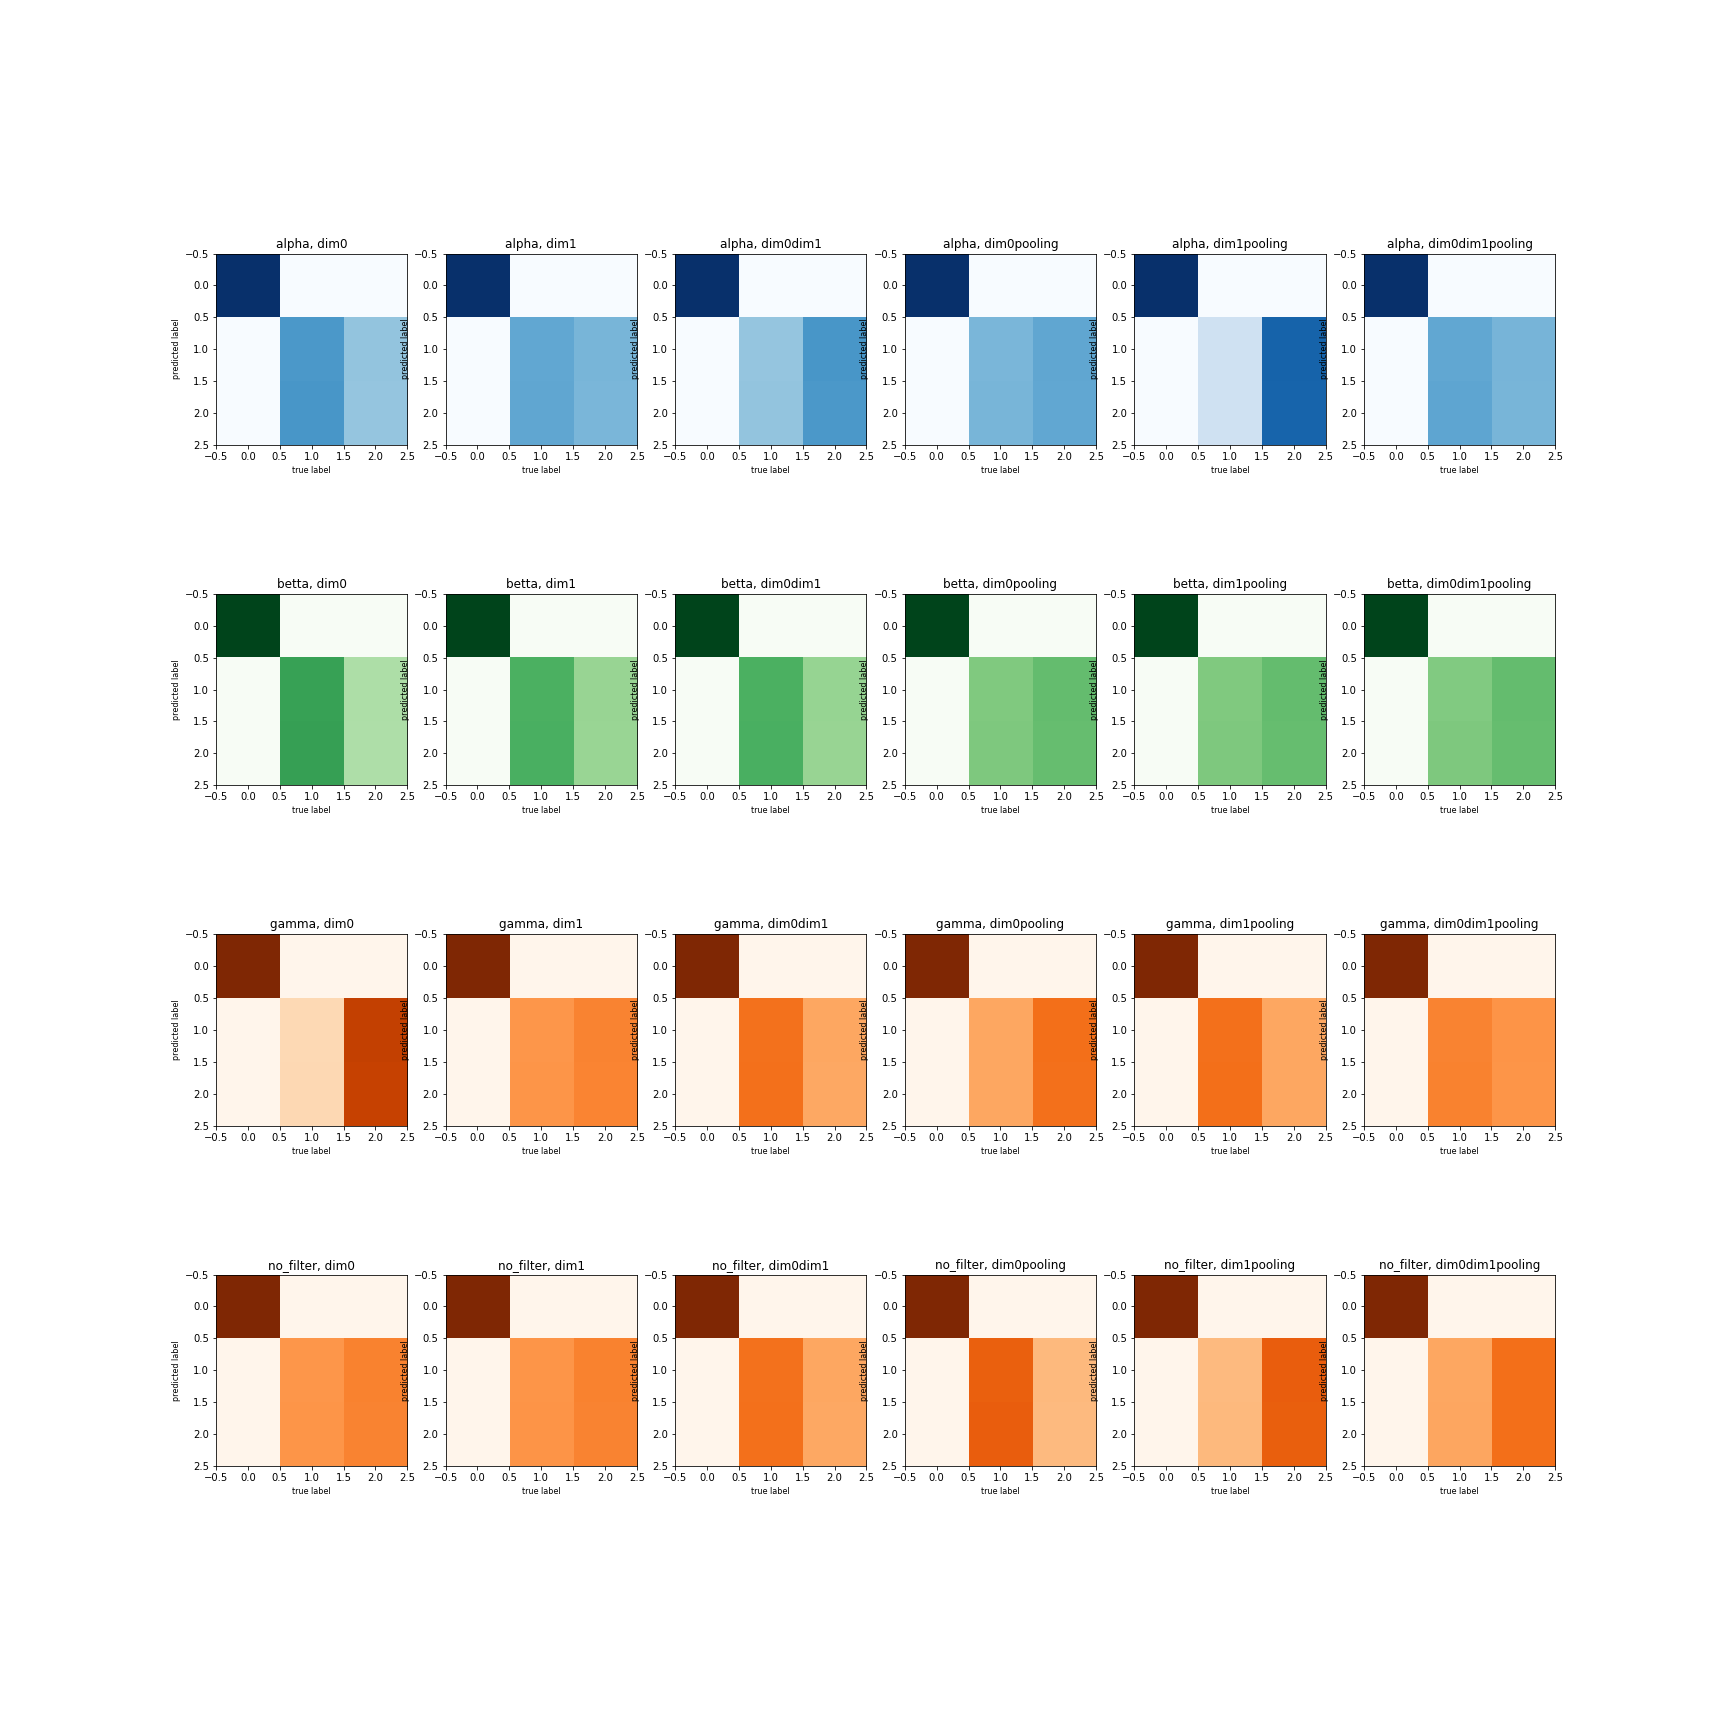 alpha, dim0 alpha, dim1 alpha, dim0dim1 alpha, dim0pooling alpha, dim1pooling alpha, dim0dim1pooling
−0.5 −0.5 −0.5 −0.5 −0.5 −0.5
0.0 0.0 0.0 0.0 0.0 0.0
0.5 0.5 0.5 0.5 0.5 0.5
predicted label predicted label predicted label predicted label predicted label predicted label
1.0 1.0 1.0 1.0 1.0 1.0
1.5 1.5 1.5 1.5 1.5 1.5
2.0 2.0 2.0 2.0 2.0 2.0
2.5 2.5 2.5 2.5 2.5 2.5
−0.5 0.0 0.5 1.0 1.5 2.0 2.5 −0.5 0.0 0.5 1.0 1.5 2.0 2.5 −0.5 0.0 0.5 1.0 1.5 2.0 2.5 −0.5 0.0 0.5 1.0 1.5 2.0 2.5 −0.5 0.0 0.5 1.0 1.5 2.0 2.5 −0.5 0.0 0.5 1.0 1.5 2.0 2.5
true label true label true label true label true label true label
betta, dim0 betta, dim1 betta, dim0dim1 betta, dim0pooling betta, dim1pooling betta, dim0dim1pooling
−0.5 −0.5 −0.5 −0.5 −0.5 −0.5
0.0 0.0 0.0 0.0 0.0 0.0
0.5 0.5 0.5 0.5 0.5 0.5
predicted label predicted label predicted label predicted label predicted label predicted label
1.0 1.0 1.0 1.0 1.0 1.0
1.5 1.5 1.5 1.5 1.5 1.5
2.0 2.0 2.0 2.0 2.0 2.0
2.5 2.5 2.5 2.5 2.5 2.5
−0.5 0.0 0.5 1.0 1.5 2.0 2.5 −0.5 0.0 0.5 1.0 1.5 2.0 2.5 −0.5 0.0 0.5 1.0 1.5 2.0 2.5 −0.5 0.0 0.5 1.0 1.5 2.0 2.5 −0.5 0.0 0.5 1.0 1.5 2.0 2.5 −0.5 0.0 0.5 1.0 1.5 2.0 2.5
true label true label true label true label true label true label
gamma, dim0 gamma, dim1 gamma, dim0dim1 gamma, dim0pooling gamma, dim1pooling gamma, dim0dim1pooling
−0.5 −0.5 −0.5 −0.5 −0.5 −0.5
0.0 0.0 0.0 0.0 0.0 0.0
0.5 0.5 0.5 0.5 0.5 0.5
predicted label predicted label predicted label predicted label predicted label predicted label
1.0 1.0 1.0 1.0 1.0 1.0
1.5 1.5 1.5 1.5 1.5 1.5
2.0 2.0 2.0 2.0 2.0 2.0
2.5 2.5 2.5 2.5 2.5 2.5
−0.5 0.0 0.5 1.0 1.5 2.0 2.5 −0.5 0.0 0.5 1.0 1.5 2.0 2.5 −0.5 0.0 0.5 1.0 1.5 2.0 2.5 −0.5 0.0 0.5 1.0 1.5 2.0 2.5 −0.5 0.0 0.5 1.0 1.5 2.0 2.5 −0.5 0.0 0.5 1.0 1.5 2.0 2.5
true label true label true label true label true label true label
no_filter, dim0 no_filter, dim1 no_filter, dim0dim1 no_filter, dim0pooling no_filter, dim1pooling no_filter, dim0dim1pooling
−0.5 −0.5 −0.5 −0.5 −0.5 −0.5
0.0 0.0 0.0 0.0 0.0 0.0
0.5 0.5 0.5 0.5 0.5 0.5
predicted label predicted label predicted label predicted label predicted label predicted label
1.0 1.0 1.0 1.0 1.0 1.0
1.5 1.5 1.5 1.5 1.5 1.5
2.0 2.0 2.0 2.0 2.0 2.0
2.5 2.5 2.5 2.5 2.5 2.5
−0.5 0.0 0.5 1.0 1.5 2.0 2.5 −0.5 0.0 0.5 1.0 1.5 2.0 2.5 −0.5 0.0 0.5 1.0 1.5 2.0 2.5 −0.5 0.0 0.5 1.0 1.5 2.0 2.5 −0.5 0.0 0.5 1.0 1.5 2.0 2.5 −0.5 0.0 0.5 1.0 1.5 2.0 2.5
true label true label true label true label true label true label